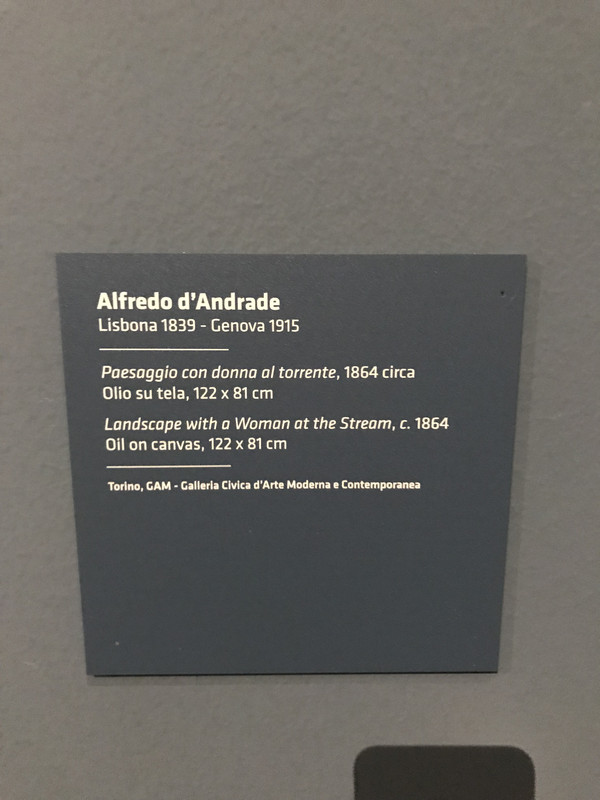 Alfredo d'Andrade
Lisbona 1839 - Genova 1915
Paesaggio con donna al torrente, 1864 circa
Olio su tela, 122 x 81 cm
Landscape with a Woman at the Stream, c. 1864
Oil on canvas, 122 x 81 cm
Torino, GAM - Galleria Civica d'Arte Moderna e Contemporanea